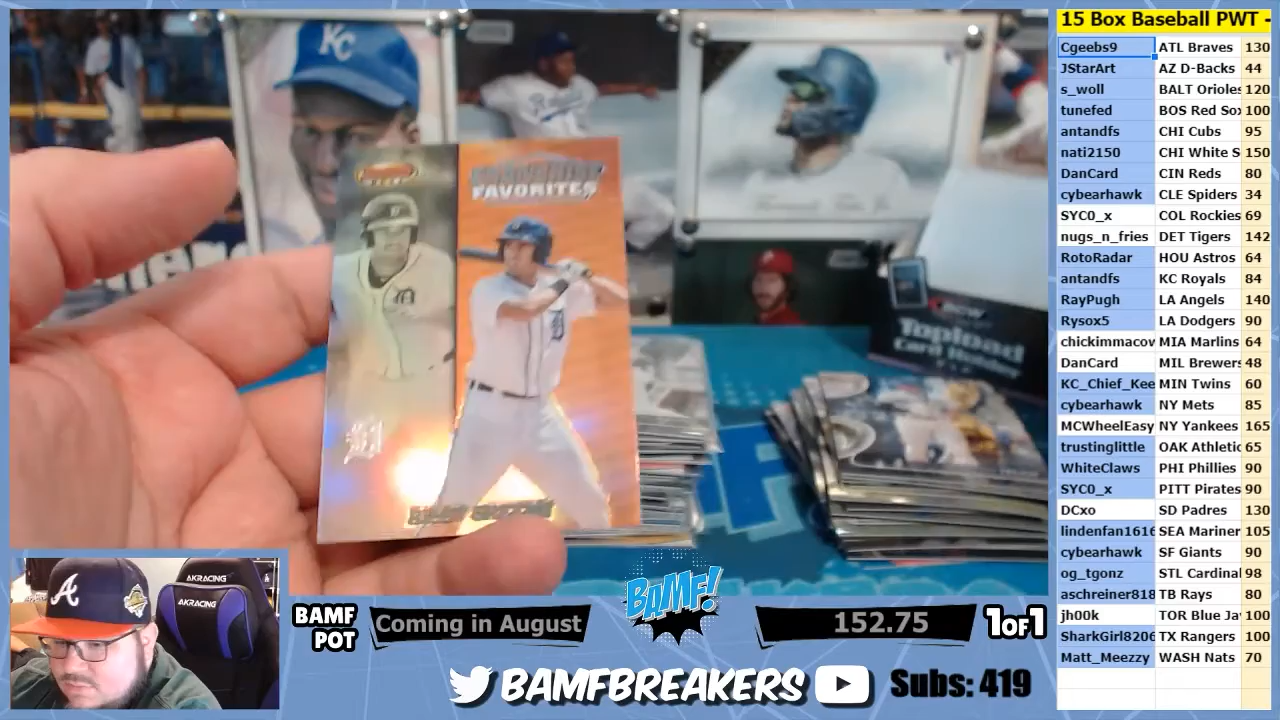 15 Box Baseball PWT -
Cgeebs9 ATL Braves 130
JStarArt AZ D-Backs 44
s_woll BALT Orioles 120
tunefed BOS Red Sox 100
antandfs CHI Cubs 95
nati2150 CHI White S 150
DanCard CIN Reds 80
cybearhawk CLE Spiders 34
SYC0_x COL Rockies 69
nugs_n_fries DET Tigers 142
RotoRadar HOU Astros 64
antandfs KC Royals 84
RayPugh LA Angels 140
Rysox5 LA Dodgers 90
chickimmacov MIA Marlins 64
DanCard MIL Brewers 48
KC_Chief_Kee MIN Twins 60
cybearhawk NY Mets 85
MCWheelEasy NY Yankees 165
trustinglittle OAK Athletic 65
WhiteClaws PHI Phillies 90
SYC0_x PITT Pirates 90
DCxo SD Padres 130
lindenfan1616 SEA Mariner 105
cybearhawk SF Giants 90
og_tgonz STL Cardinal 98
aschreiner818 TB Rays 80
jh00k TOR Blue Ja 100
SharkGirl8206 TX Rangers 100
Matt_Meezzy WASH Nats 70
KC
FAVORITES
Topload
Card Holder
AKRACING
AKRACING
A
BAMF
POT
Coming in August
BAMF!
152.75
1OF1
BAMFBREAKERS
Subs: 419